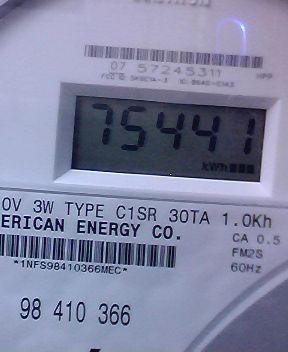 07 57245311 HPP
75441
kWh
0V 3W TYPE C1SR 30TA 1.0Kh
ERICAN ENERGY CO. CA 0.5
FM2S
*1NFS98410366MEC* 60Hz
98 410 366